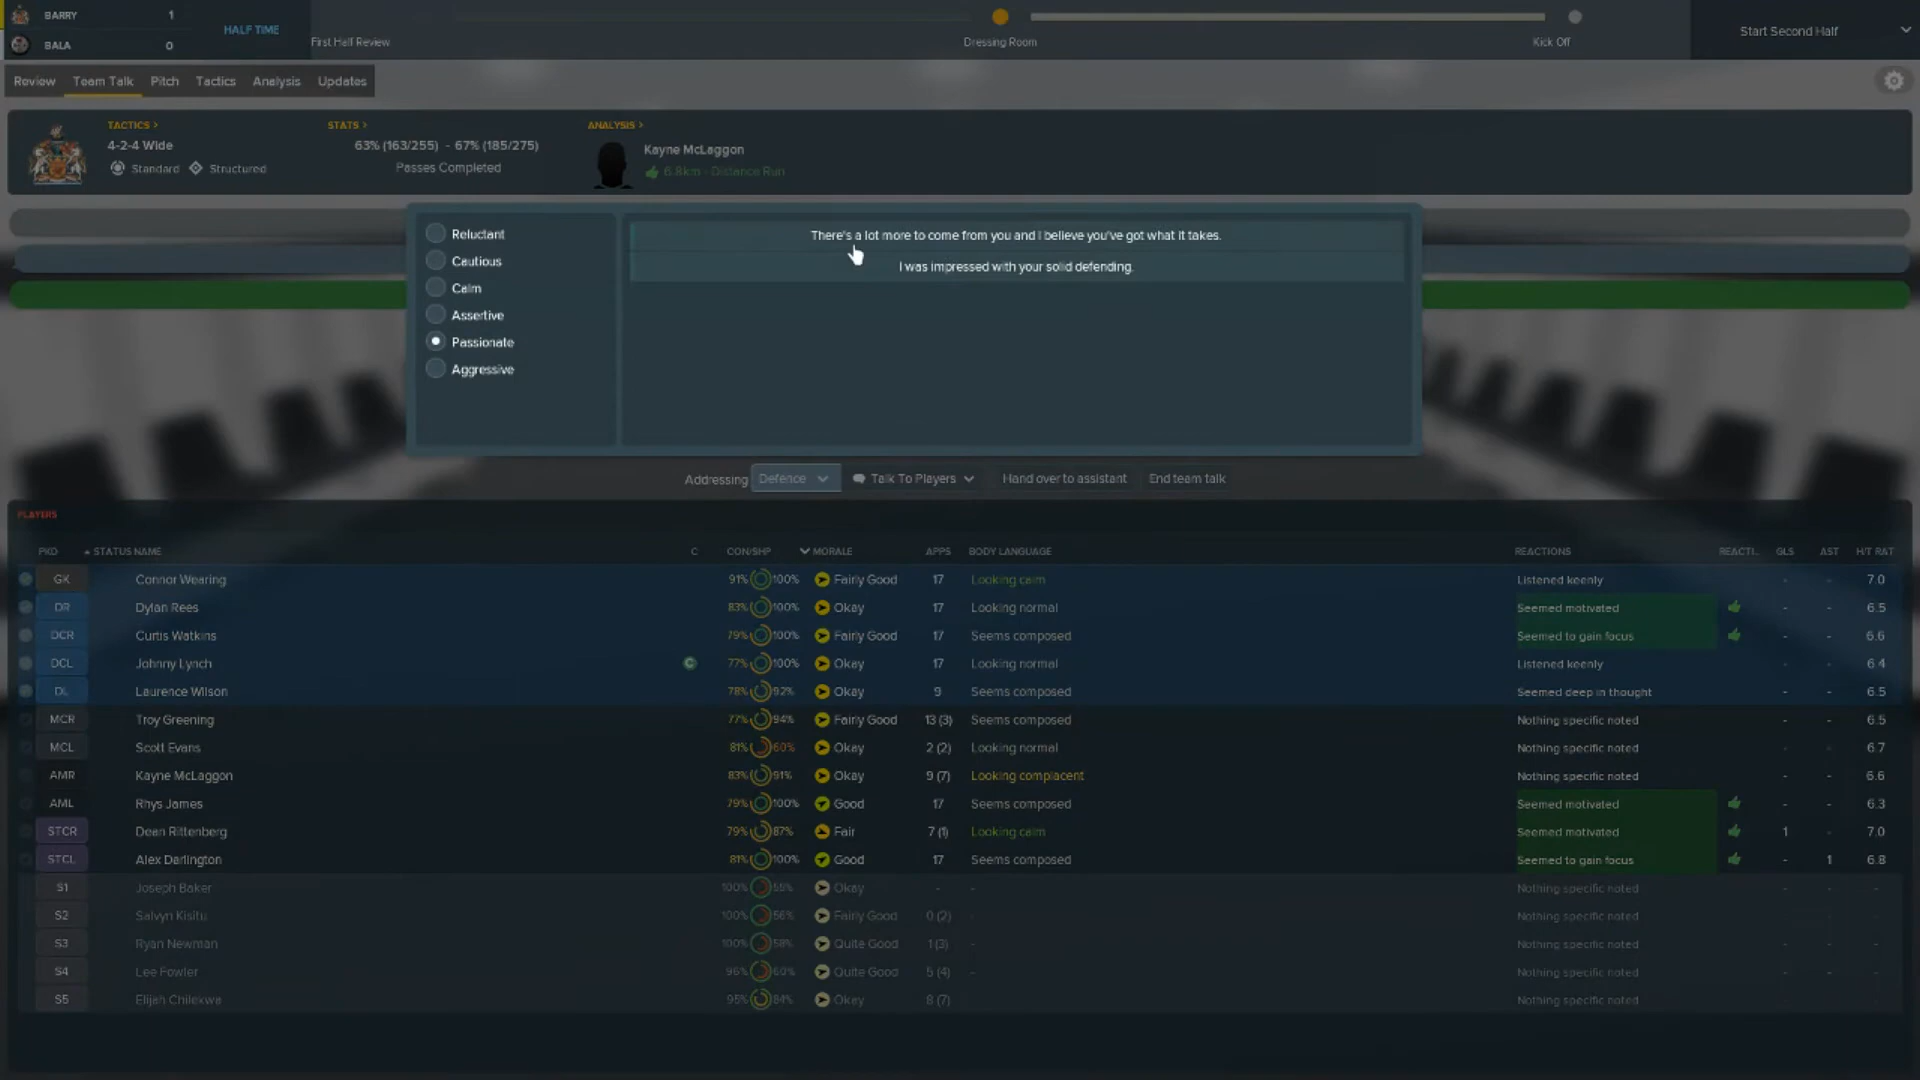 BARRY 1
BALA 0
HALF TIME
First Half Review
Dressing Room
Kick Off
Start Second Half
Review Team Talk Pitch Tactics Analysis Updates
TACTICS >
4-2-4 Wide
Standard Structured
STATS >
63% (163/255) - 67% (185/275)
Passes Completed
ANALYSIS >
Kayne McLaggon
6.8km - Distance Run
Reluctant
Cautious
Calm
Assertive
Passionate
Aggressive
There's a lot more to come from you and I believe you've got what it takes.
I was impressed with your solid defending.
Addressing Defence Talk To Players Hand over to assistant End team talk
PLAYERS
PKD STATUS NAME C CON/SHP MORALE APPS BODY LANGUAGE REACTIONS REACTI... GLS AST H/T RAT
GK Connor Wearing 91% 100% Fairly Good 17 Looking calm Listened keenly - - 7.0
DR Dylan Rees 83% 100% Okay 17 Looking normal Seemed motivated - - 6.5
DCR Curtis Watkins 79% 100% Fairly Good 17 Seems composed Seemed to gain focus - - 6.6
DCL Johnny Lynch C 77% 100% Okay 17 Looking normal Listened keenly - - 6.4
DL Laurence Wilson 78% 92% Okay 9 Seems composed Seemed deep in thought - - 6.5
MCR Troy Greening 77% 94% Fairly Good 13 (3) Seems composed Nothing specific noted - - 6.5
MCL Scott Evans 81% 60% Okay 2 (2) Looking normal Nothing specific noted - - 6.7
AMR Kayne McLaggon 83% 91% Okay 9 (7) Looking complacent Nothing specific noted - - 6.6
AML Rhys James 79% 100% Good 17 Seems composed Seemed motivated - - 6.3
STCR Dean Rittenberg 79% 87% Fair 7 (1) Looking calm Seemed motivated 1 - 7.0
STCL Alex Darlington 81% 100% Good 17 Seems composed Seemed to gain focus - 1 6.8
S1 Joseph Baker 100% 55% Okay - - Nothing specific noted - - -
S2 Salvyn Kisitu 100% 56% Fairly Good 0 (2) - Nothing specific noted - - -
S3 Ryan Newman 100% 58% Quite Good 1 (3) - Nothing specific noted - - -
S4 Lee Fowler 96% 60% Quite Good 5 (4) - Nothing specific noted - - -
S5 Elijah Chilekwa 95% 84% Okay 8 (7) - Nothing specific noted - - -